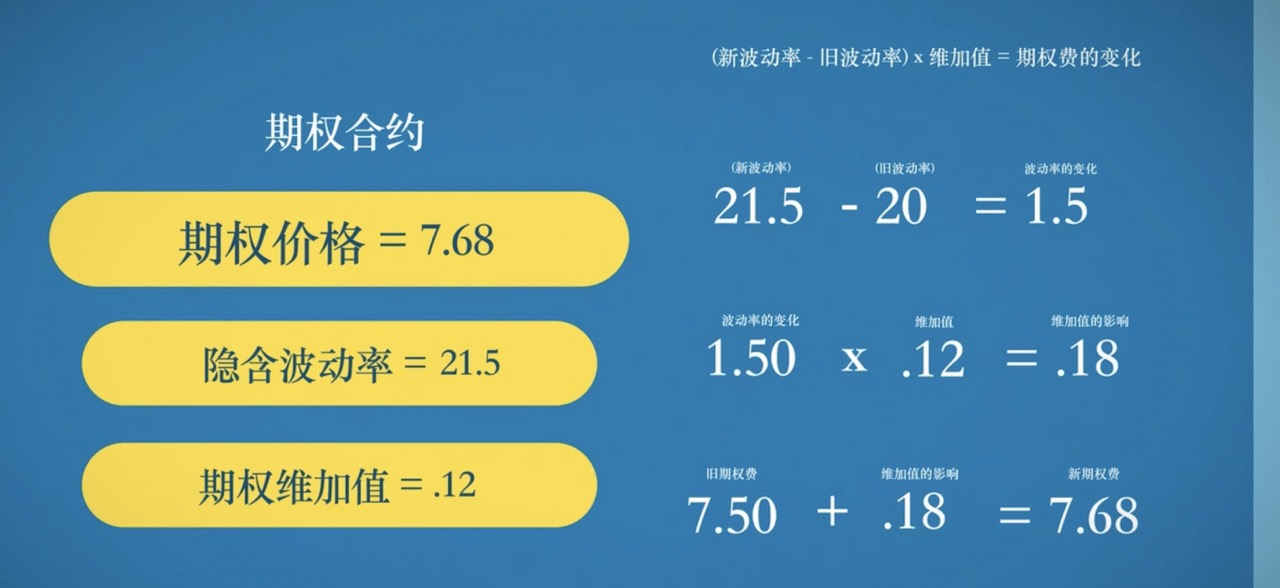 (新波动率 - 旧波动率) x 维加值 = 期权费的变化
期权合约
期权价格 = 7.68
隐含波动率 = 21.5
期权维加值 = .12
(新波动率) (旧波动率) 波动率的变化
21.5 - 20 = 1.5
波动率的变化 维加值 维加值的影响
1.50 x .12 = .18
旧期权费 维加值的影响 新期权费
7.50 + .18 = 7.68